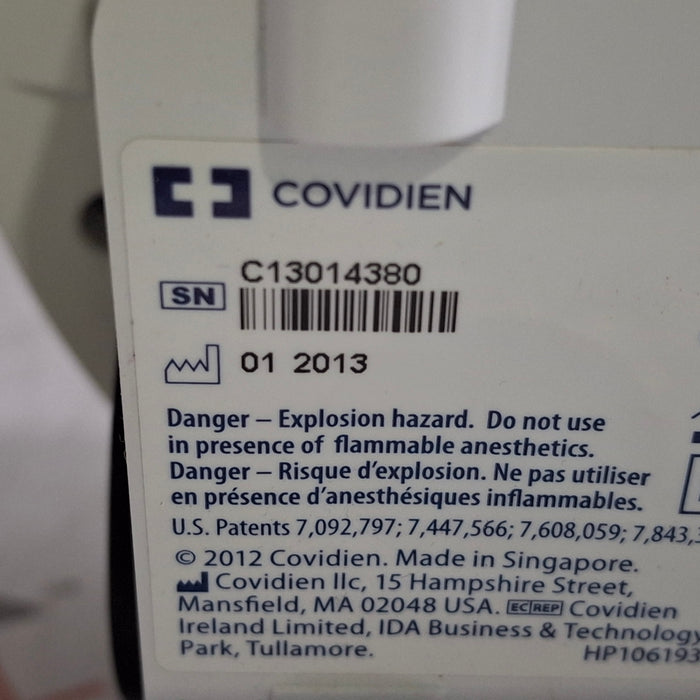 COVIDIEN
C13014380
SN
01 2013
Danger – Explosion hazard. Do not use
in presence of flammable anesthetics.
Danger – Risque d'explosion. Ne pas utiliser
en présence d'anesthésiques inflammables.
U.S. Patents 7,092,797; 7,447,566; 7,608,059; 7,843,
© 2012 Covidien. Made in Singapore.
Covidien llc, 15 Hampshire Street,
Mansfield, MA 02048 USA. EC REP Covidien
Ireland Limited, IDA Business & Technology
Park, Tullamore. HP106193